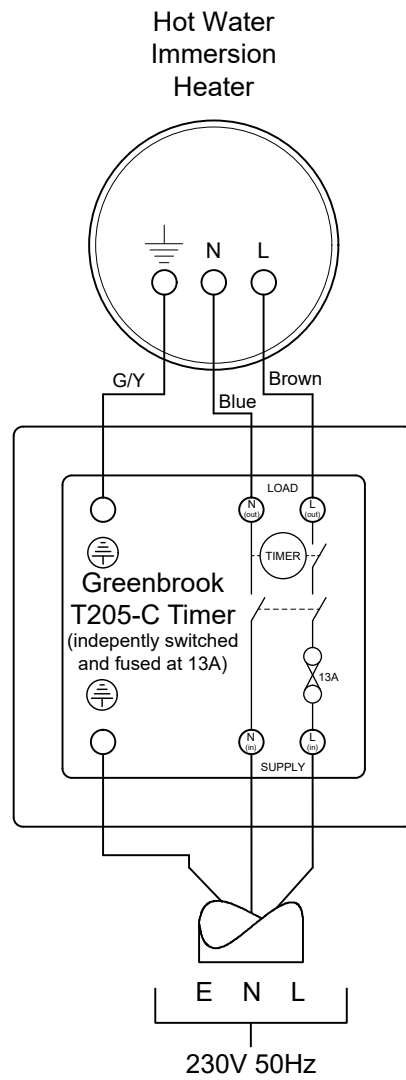 Hot Water
Immersion
Heater
N L
G/Y
Brown
Blue
LOAD
N
(out)
L
(out)
TIMER
Greenbrook
T205-C Timer
(indepently switched
and fused at 13A)
13A
N
(in)
L
(in)
SUPPLY
E N L
230V 50Hz